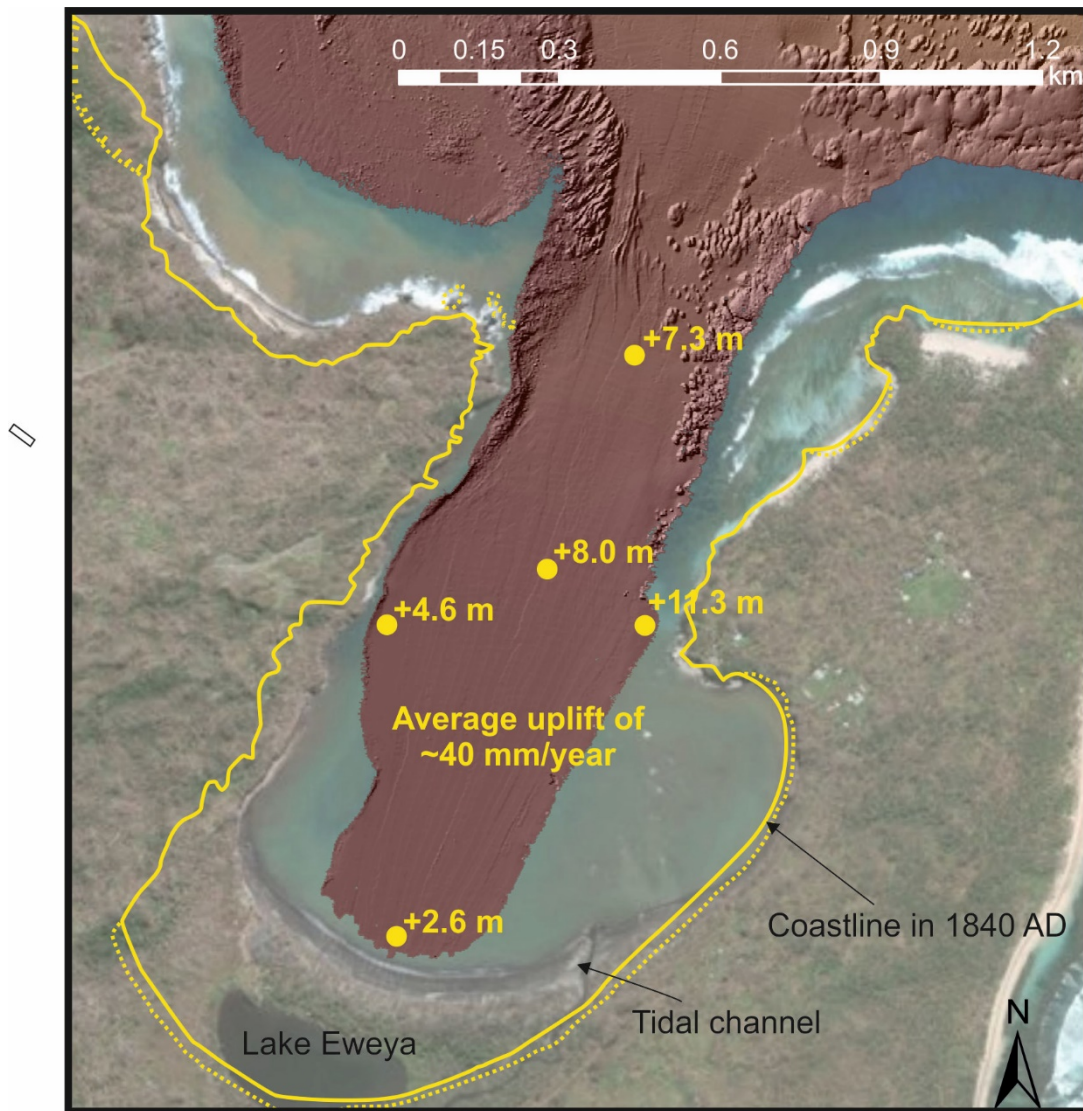 0 0.15 0.3 0.6 0.9 1.2
km
+7.3 m
+8.0 m
+4.6 m
+11.3 m
Average uplift of
~40 mm/year
+2.6 m
Coastline in 1840 AD
Tidal channel
Lake Eweya
N